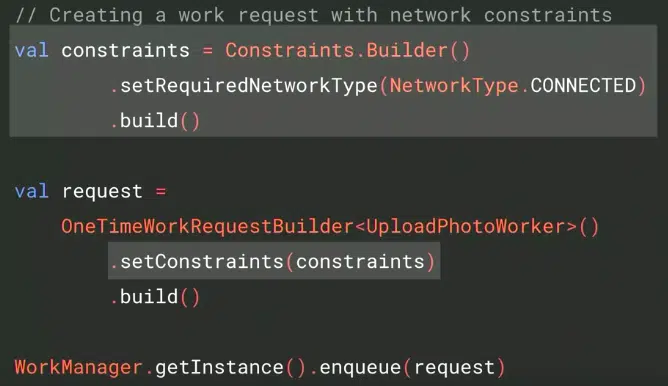 // Creating a work request with network constraints
val constraints = Constraints.Builder()
.setRequiredNetworkType(NetworkType.CONNECTED)
.build()
val request =
OneTimeWorkRequestBuilder<UploadPhotoWorker>()
.setConstraints(constraints)
.build()
WorkManager.getInstance().enqueue(request)